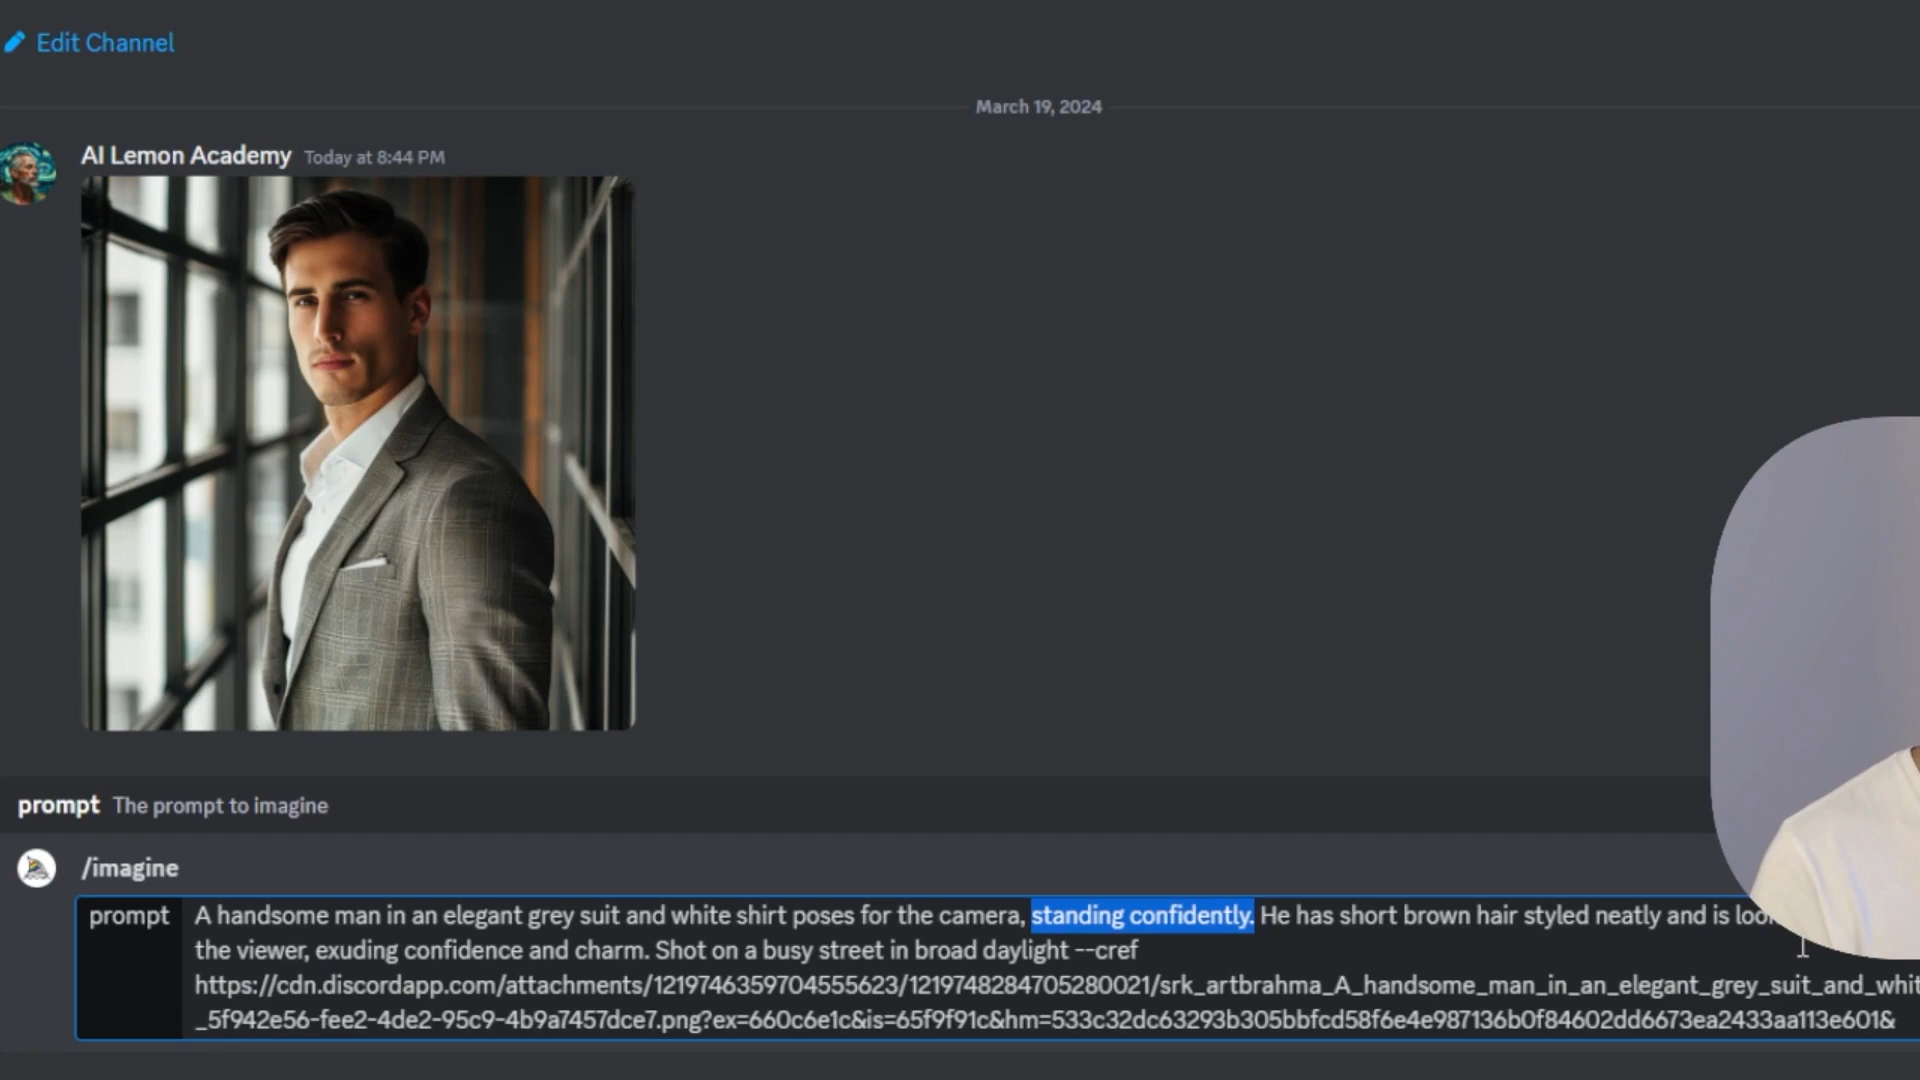 Edit Channel
March 19, 2024
AI Lemon Academy Today at 8:44 PM
prompt The prompt to imagine
/imagine
prompt A handsome man in an elegant grey suit and white shirt poses for the camera, standing confidently. He has short brown hair styled neatly and is
the viewer, exuding confidence and charm. Shot on a busy street in broad daylight --cref
https://cdn.discordapp.com/attachments/1219746359704555623/1219748284705280021/srk_artbrahma_A_handsome_man_in_an_elegant_grey_suit_and_whit
_5f942e56-fee2-4de2-95c9-4b9a7457dce7.png?ex=660c6e1c&is=65f9f91c&hm=533c32dc63293b305bbfcd58f6e4e987136b0f84602dd6673ea2433aa113e601&